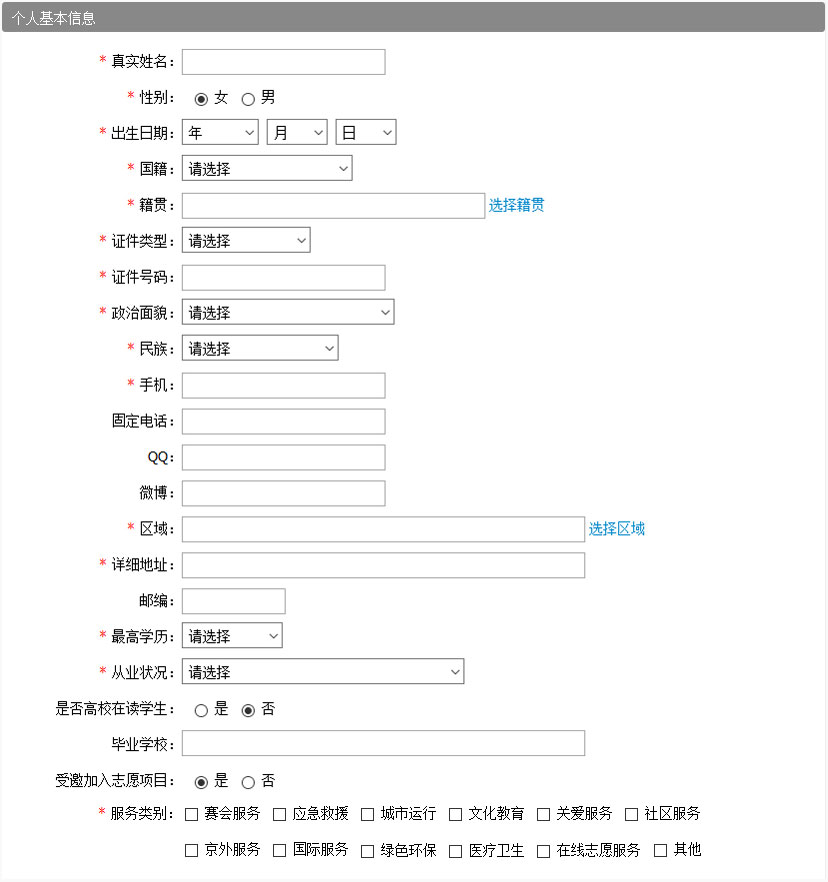 个人基本信息
* 真实姓名：
* 性别： 女 男
* 出生日期： 年 月 日
* 国籍： 请选择
* 籍贯： 选择籍贯
* 证件类型： 请选择
* 证件号码：
* 政治面貌： 请选择
* 民族： 请选择
* 手机：
固定电话：
QQ：
微博：
* 区域： 选择区域
* 详细地址：
邮编：
* 最高学历： 请选择
* 从业状况： 请选择
是否高校在读学生： 是 否
毕业学校：
受邀加入志愿项目： 是 否
* 服务类别： 赛会服务 应急救援 城市运行 文化教育 关爱服务 社区服务
京外服务 国际服务 绿色环保 医疗卫生 在线志愿服务 其他